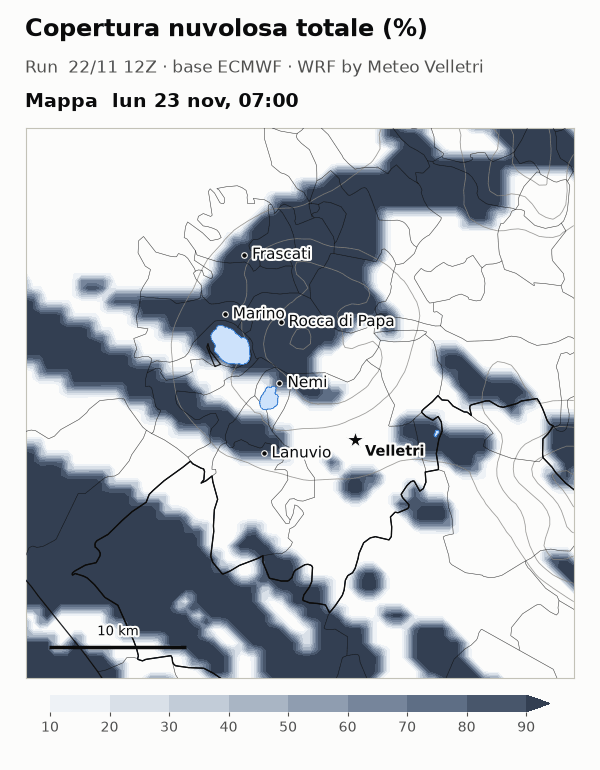 Copertura nuvolosa totale (%)
Run  22/11 12Z · base ECMWF · WRF by Meteo Velletri
Mappa  lun 23 nov, 07:00
Frascati
Marino
Rocca di Papa
Nemi
Velletri
Lanuvio
10 km
10 20 30 40 50 60 70 80 90